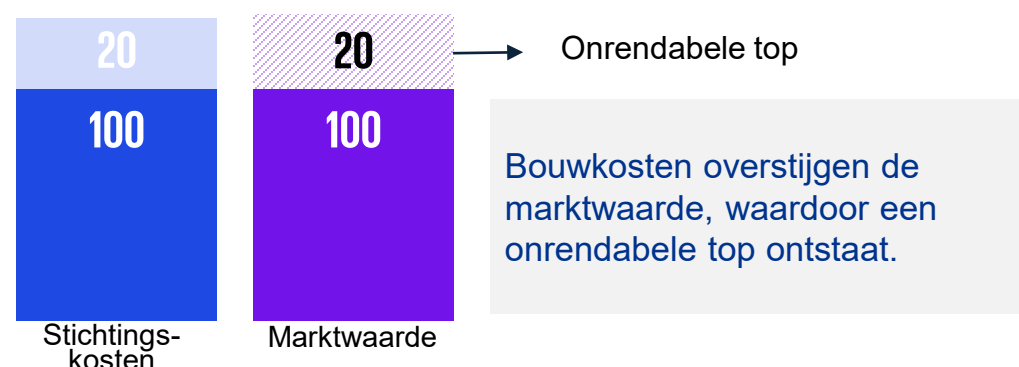 20
20
Onrendabele top
100
100
Bouwkosten overstijgen de
marktwaarde, waardoor een
onrendabele top ontstaat.
Stichtings-
kosten
Marktwaarde